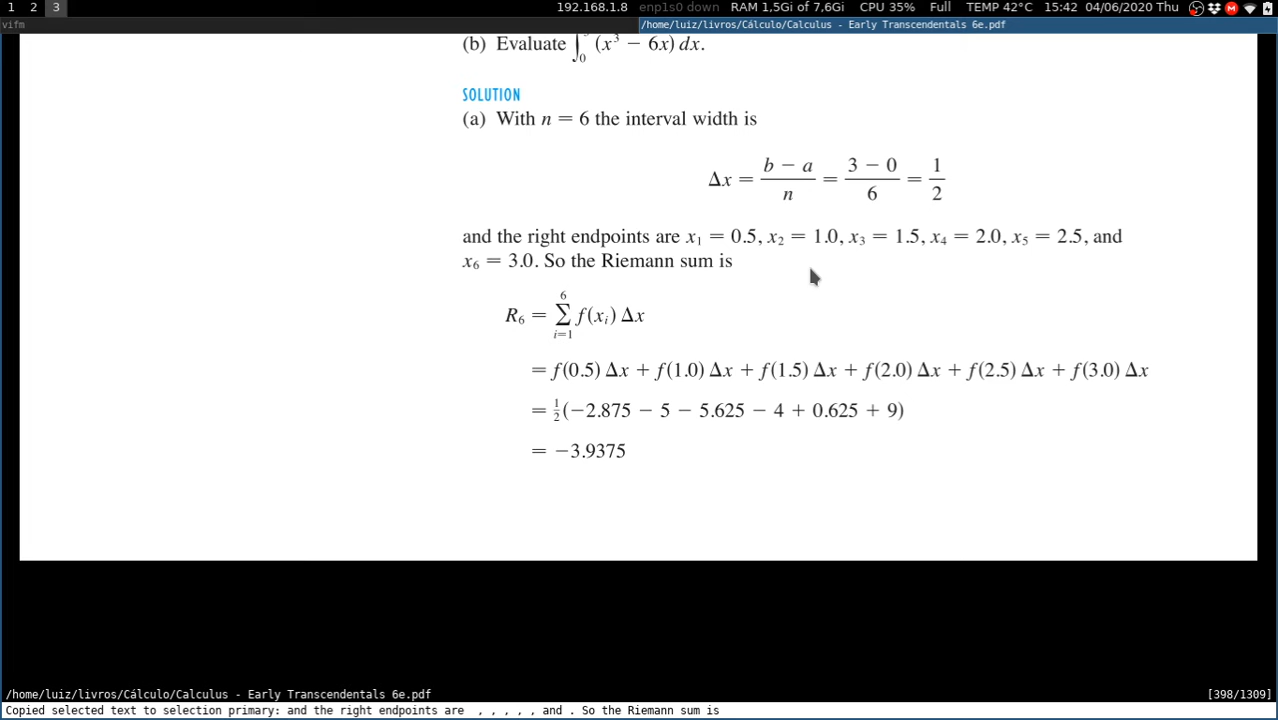 1 2 3 192.168.1.8 enp1s0 down RAM 1,5Gi of 7,6Gi CPU 35% Full TEMP 42°C 15:42 04/06/2020 Thu
vifm /home/luiz/livros/Cálculo/Calculus - Early Transcendentals 6e.pdf
(b) Evaluate ∫₀ (x³ − 6x) dx.
SOLUTION
(a) With n = 6 the interval width is
Δx = (b − a)/n = (3 − 0)/6 = 1/2
and the right endpoints are x₁ = 0.5, x₂ = 1.0, x₃ = 1.5, x₄ = 2.0, x₅ = 2.5, and
x₆ = 3.0. So the Riemann sum is
R₆ = ∑ᵢ₌₁⁶ f(xᵢ) Δx
= f(0.5) Δx + f(1.0) Δx + f(1.5) Δx + f(2.0) Δx + f(2.5) Δx + f(3.0) Δx
= ½(−2.875 − 5 − 5.625 − 4 + 0.625 + 9)
= −3.9375
/home/luiz/livros/Cálculo/Calculus - Early Transcendentals 6e.pdf [398/1309]
Copied selected text to selection primary: and the right endpoints are , , , , , and . So the Riemann sum is